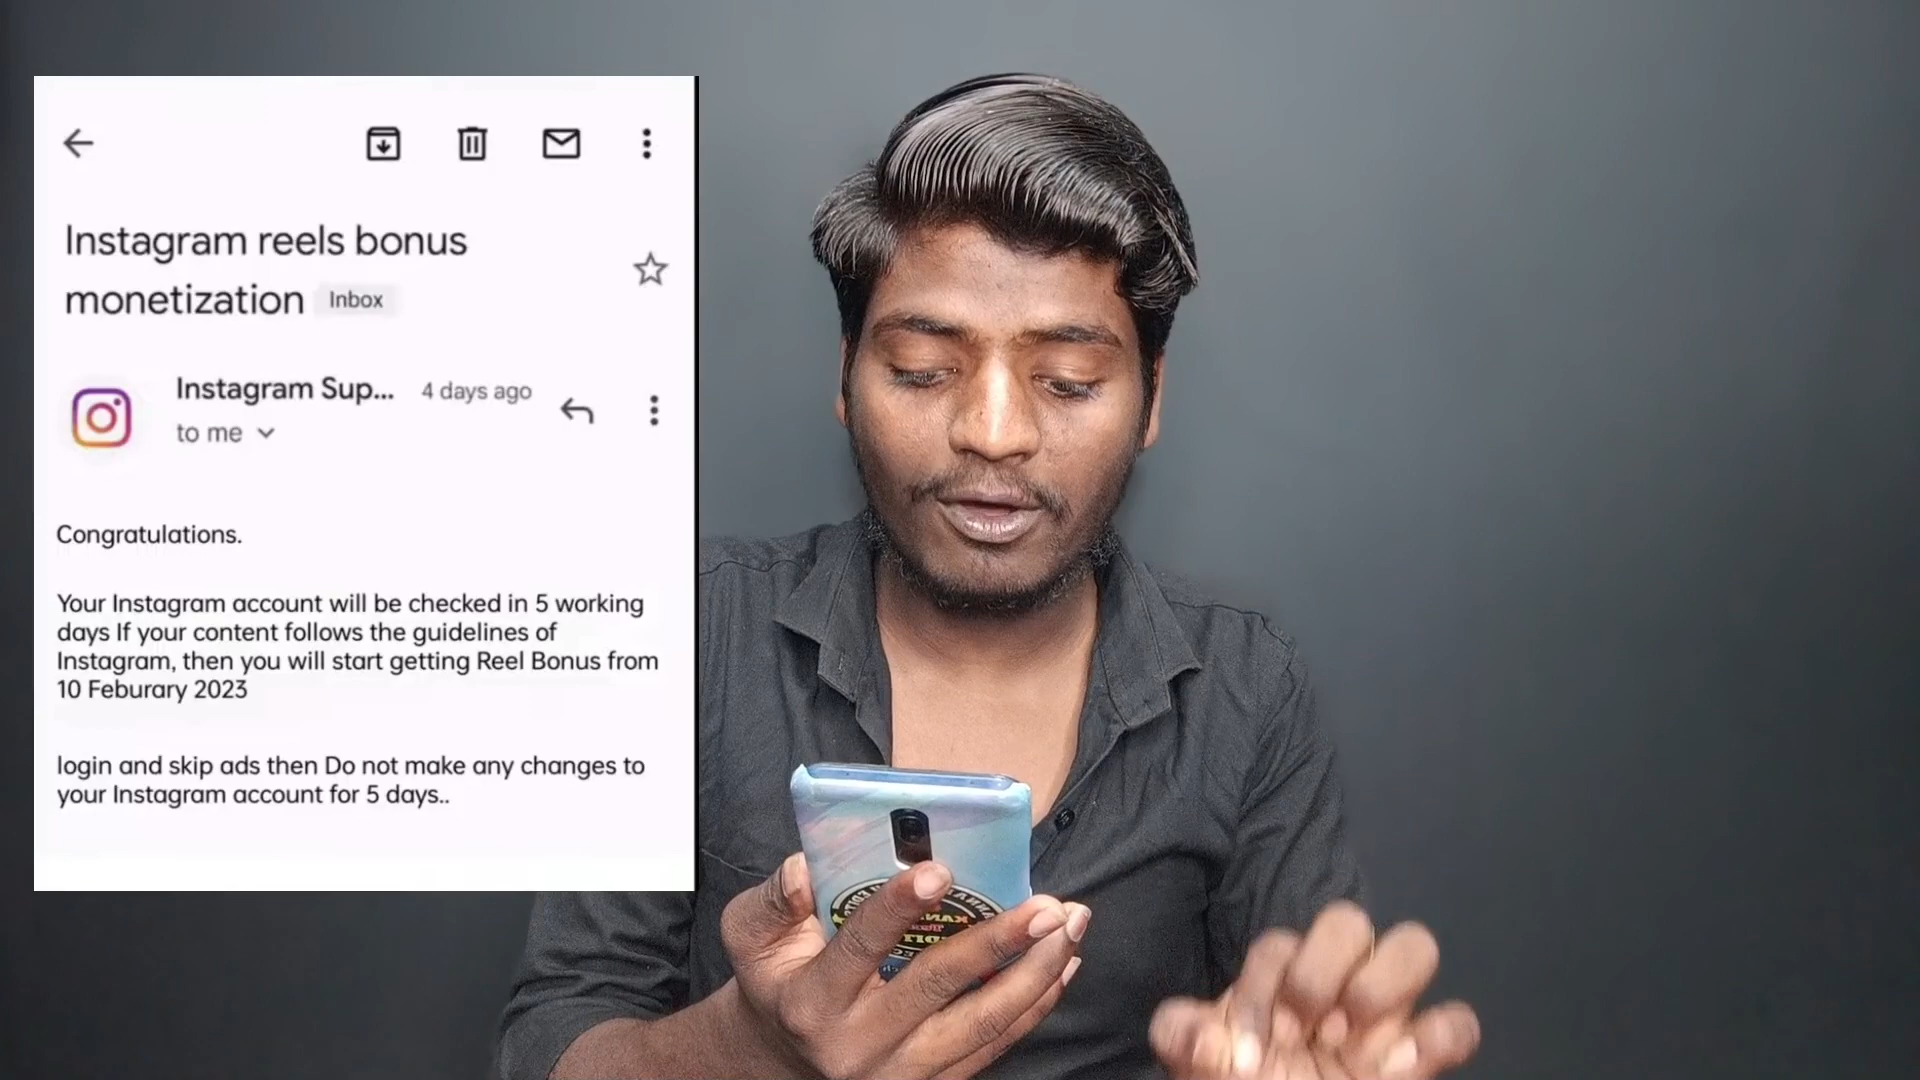 Instagram reels bonus
monetization Inbox
Instagram Sup... 4 days ago
to me
Congratulations.
Your Instagram account will be checked in 5 working
days If your content follows the guidelines of
Instagram, then you will start getting Reel Bonus from
10 Feburary 2023
login and skip ads then Do not make any changes to
your Instagram account for 5 days..